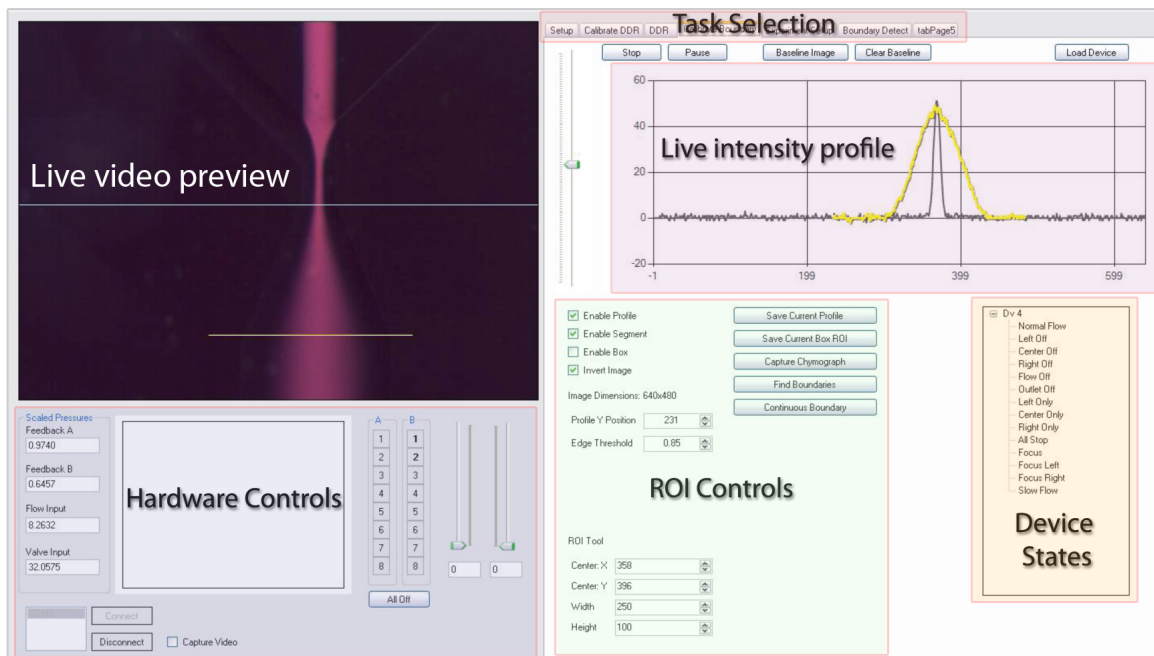 Task Selection
Setup Calibrate DDR DDR Boundary Detect tabPage5
Stop Pause Baseline Image Clear Baseline Load Device
Live video preview
60
40
20
0
-20
-1 199 399 599
Live intensity profile
Scaled Pressures
Feedback A
0.9740
Feedback B
0.6457
Flow Input
8.2632
Valve Input
32.0575
Hardware Controls
A B
1 1
2 2
3 3
4 4
5 5
6 6
7 7
8 8
All Off
0 0
Connect
Disconnect
Capture Video
Enable Profile
Enable Segment
Enable Box
Invert Image
Image Dimensions: 640x480
Profile Y Position 231
Edge Threshold 0.85
Save Current Profile
Save Current Box ROI
Capture Chymograph
Find Boundaries
Continuous Boundary
ROI Controls
ROI Tool
Center: X 358
Center: Y 396
Width 250
Height 100
Dv 4
Normal Flow
Left Off
Center Off
Right Off
Flow Off
Outlet Off
Left Only
Center Only
Right Only
All Stop
Focus
Focus Left
Focus Right
Slow Flow
Device
States